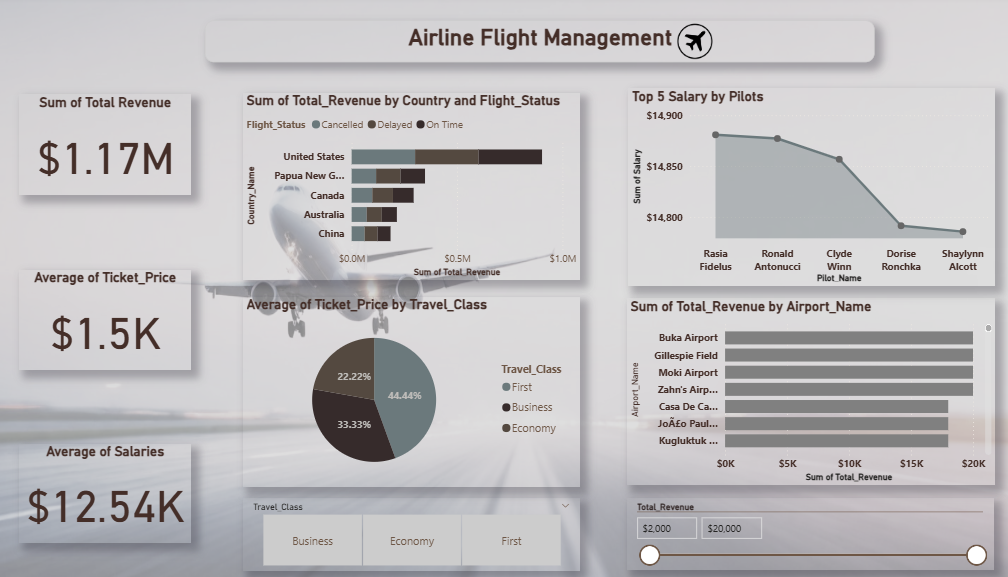 Airline Flight Management
Sum of Total Revenue
$1.17M
Average of Ticket_Price
$1.5K
Average of Salaries
$12.54K
Sum of Total_Revenue by Country and Flight_Status
Flight_Status Cancelled Delayed On Time
Country_Name
United States
Papua New G...
Canada
Australia
China
$0.0M $0.5M $1.0M
Sum of Total_Revenue
Average of Ticket_Price by Travel_Class
22.22%
44.44%
33.33%
Travel_Class
First
Business
Economy
Travel_Class
Business Economy First
Top 5 Salary by Pilots
Sum of Salary
$14,900
$14,850
$14,800
Rasia Ronald Clyde Dorise Shaylynn
Fidelus Antonucci Winn Ronchka Alcott
Pilot_Name
Sum of Total_Revenue by Airport_Name
Airport_Name
Buka Airport
Gillespie Field
Moki Airport
Zahn's Airp...
Casa De Ca...
JoÃ£o Paul...
Kugluktuk ...
$0K $5K $10K $15K $20K
Sum of Total_Revenue
Total_Revenue
$2,000 $20,000